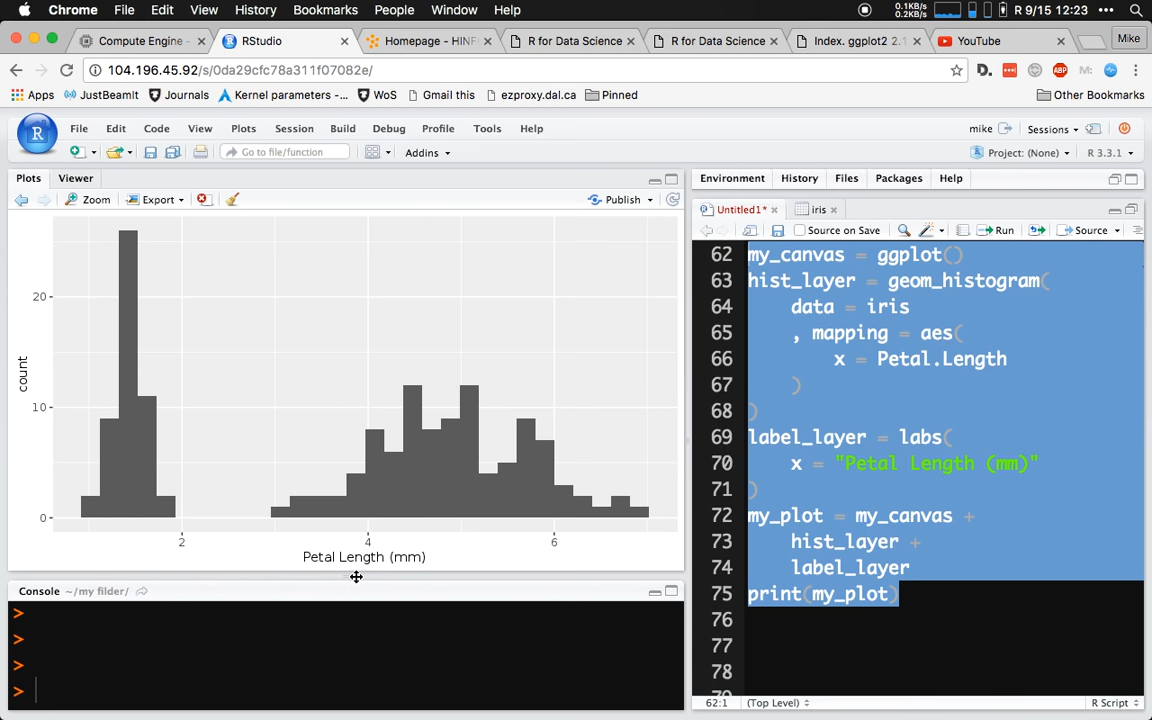 Chrome File Edit View History Bookmarks People Window Help 0.1KB/s 0.2KB/s R 9/15 12:23
Compute Engine - RStudio Homepage - HINF R for Data Science R for Data Science Index. ggplot2 2.1 YouTube Mike
104.196.45.92/s/0da29cfc78a311f07082e/ D. ABP M:
Apps JustBeamIt Journals Kernel parameters -... WoS Gmail this ezproxy.dal.ca Pinned Other Bookmarks
R File Edit Code View Plots Session Build Debug Profile Tools Help mike Sessions
Go to file/function Addins Project: (None) R 3.3.1
Plots Viewer
Zoom Export Publish
20
10
0
count
2 4 6
Petal Length (mm)
Console ~/my filder/
>
>
>
>
Environment History Files Packages Help
Untitled1* iris
Source on Save Run Source
62 my_canvas = ggplot()
63 hist_layer = geom_histogram(
64 data = iris
65 , mapping = aes(
66 x = Petal.Length
67 )
68 )
69 label_layer = labs(
70 x = "Petal Length (mm)"
71 )
72 my_plot = my_canvas +
73 hist_layer +
74 label_layer
75 print(my_plot)
76
77
78
79
62:1 (Top Level) R Script